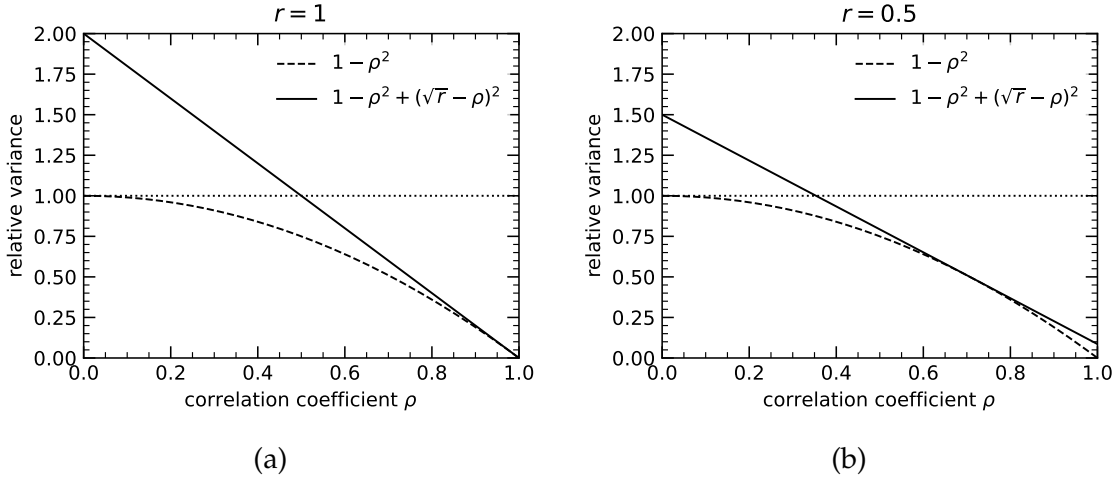 r = 1
2.00
1.75
1.50
1.25
1.00
0.75
0.50
0.25
0.00
relative variance
1 − ρ²
1 − ρ² + (√r − ρ)²
0.0 0.2 0.4 0.6 0.8 1.0
correlation coefficient ρ
(a)
r = 0.5
2.00
1.75
1.50
1.25
1.00
0.75
0.50
0.25
0.00
relative variance
1 − ρ²
1 − ρ² + (√r − ρ)²
0.0 0.2 0.4 0.6 0.8 1.0
correlation coefficient ρ
(b)